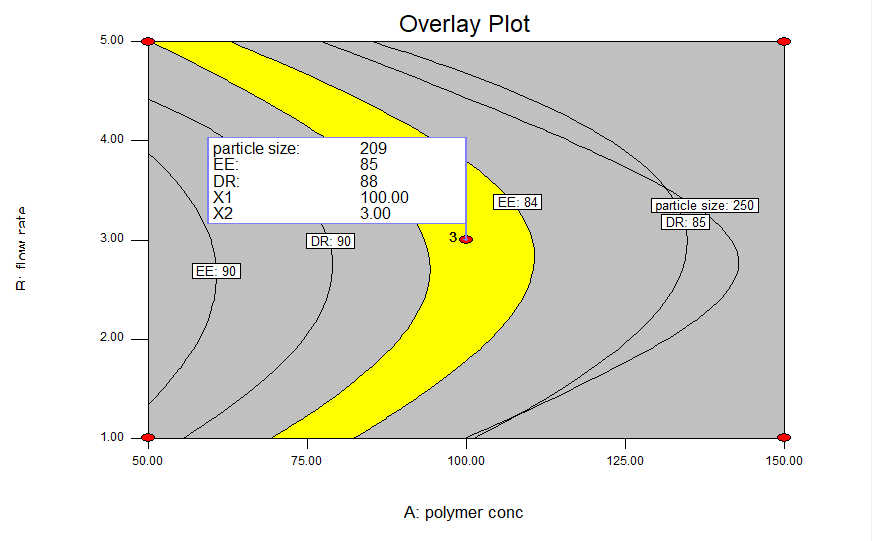 Overlay Plot
5.00
4.00
particle size: 209
EE: 85
DR: 88
X1 100.00
X2 3.00
EE: 84
particle size: 250
DR: 85
3.00
3
DR: 90
EE: 90
B: flow rate
2.00
1.00
50.00 75.00 100.00 125.00 150.00
A: polymer conc